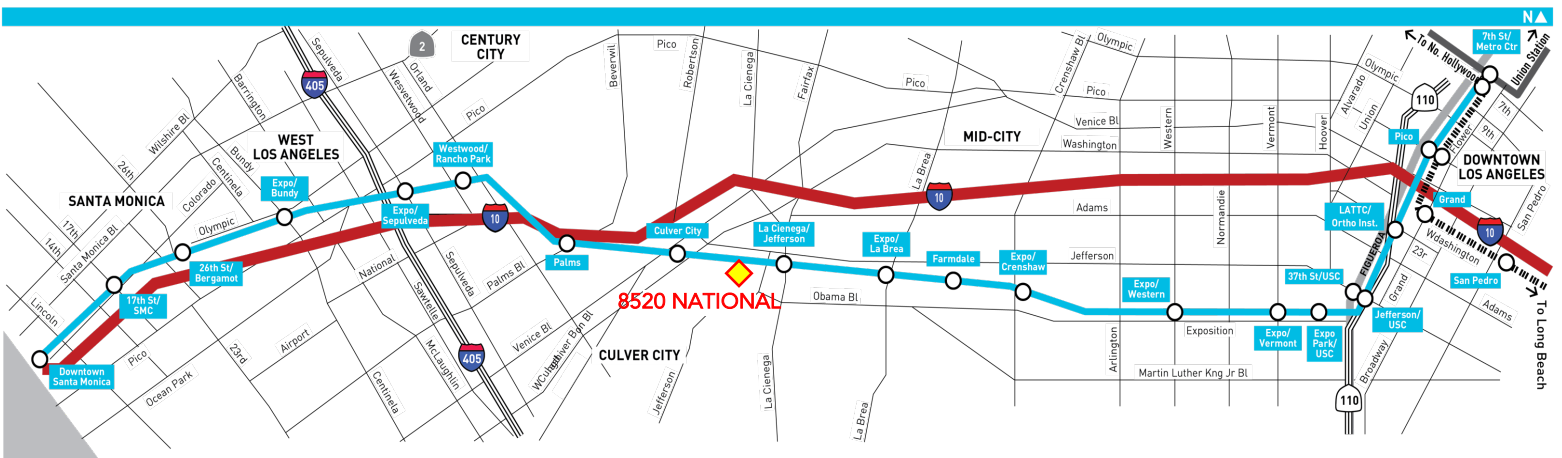 N
To No. Hollywood
Union Station
7th St/
Metro Ctr
CENTURY
CITY
2
405
Sepulveda
Orland
Wesvetwood
Pico
Beverwil
Pico
Robertson
La Cienega
Fairfax
Pico
Crenshaw Bl
Olympic
Pico
Venice Bl
Washington
Western
Vermont
Hoover
Alvarado
Union
Olympic
110
7th
9th
Flower
Pico
Barrington
Wilshire Bl
26th
WEST
LOS ANGELES
Bundy
Centinela
Colorado
Westwood/
Rancho Park
MID-CITY
La Brea
10
DOWNTOWN
LOS ANGELES
SANTA MONICA
17th
14th
Santa Monica Bl
Expo/
Bundy
Olympic
Expo/
Sepulveda
10
Adams
Normandie
Grand
San Pedro
10
LATTC/
Ortho Inst.
FIGUEROA
23r
Wdashington
Culver City
La Cienega/
Jefferson
Expo/
La Brea
Farmdale
Expo/
Crenshaw
Jefferson
Palms
26th St/
Bergamot
National
Sepulveda
Palms Bl
37th St/USC
Grand
San Pedro
Adams
To Long Beach
Lincoln
17th St/
SMC
Sawtelle
8520 NATIONAL
Obama Bl
Expo/
Western
Exposition
Expo/
Vermont
Expo
Park/
USC
Jefferson/
USC
Pico
23rd
Airport
Venice Bl
CULVER CITY
Arlington
Broadway
Downtown
Santa Monica
Ocean Park
McLaughlin
Centinela
405
Jefferson
La Cienega
La Brea
Martin Luther Kng Jr Bl
110